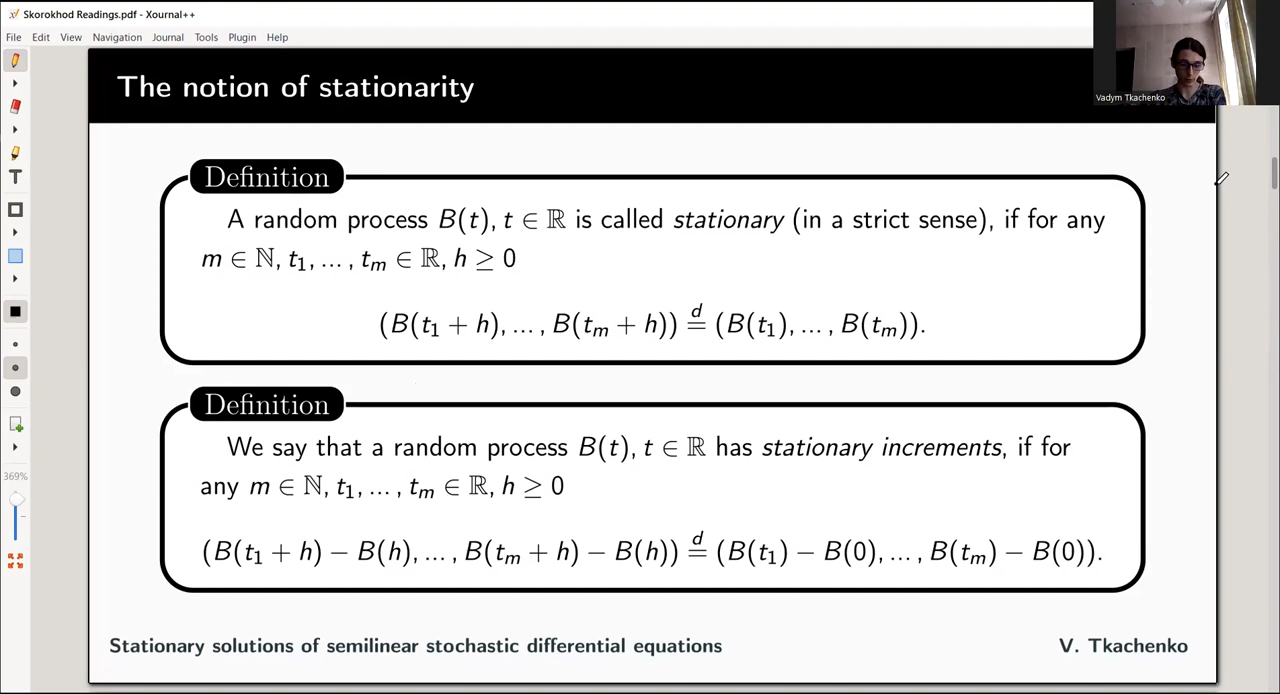 Skorokhod Readings.pdf - Xournal++
File Edit View Navigation Journal Tools Plugin Help
Vadym Tkachenko
The notion of stationarity
Definition
A random process B(t), t ∈ ℝ is called stationary (in a strict sense), if for any
m ∈ ℕ, t₁, ... , tₘ ∈ ℝ, h ≥ 0
(B(t₁ + h), ... , B(tₘ + h)) =ᵈ (B(t₁), ... , B(tₘ)).
Definition
We say that a random process B(t), t ∈ ℝ has stationary increments, if for
any m ∈ ℕ, t₁, ... , tₘ ∈ ℝ, h ≥ 0
(B(t₁ + h) − B(h), ... , B(tₘ + h) − B(h)) =ᵈ (B(t₁) − B(0), ... , B(tₘ) − B(0)).
369%
Stationary solutions of semilinear stochastic differential equations V. Tkachenko